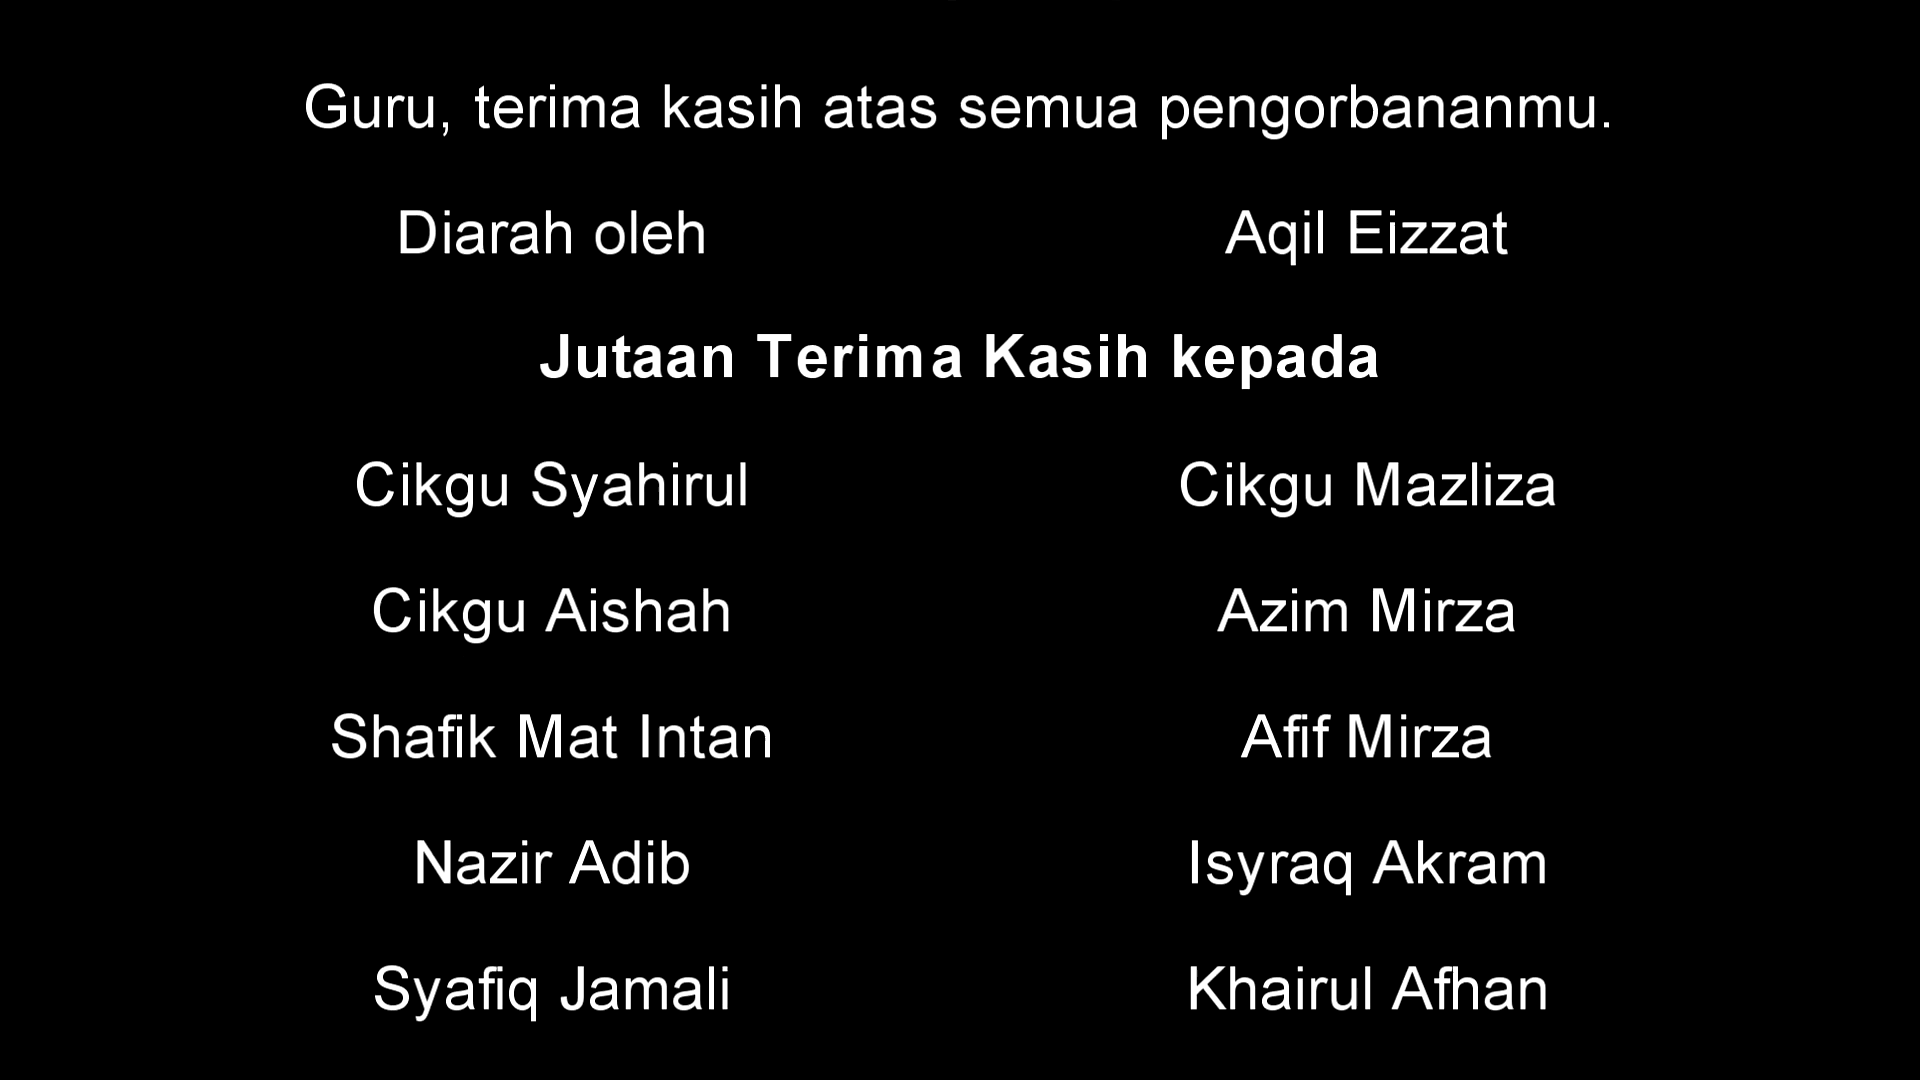 Guru, terima kasih atas semua pengorbananmu.
Diarah oleh Aqil Eizzat
Jutaan Terima Kasih kepada
Cikgu Syahirul Cikgu Mazliza
Cikgu Aishah Azim Mirza
Shafik Mat Intan Afif Mirza
Nazir Adib Isyraq Akram
Syafiq Jamali Khairul Afhan